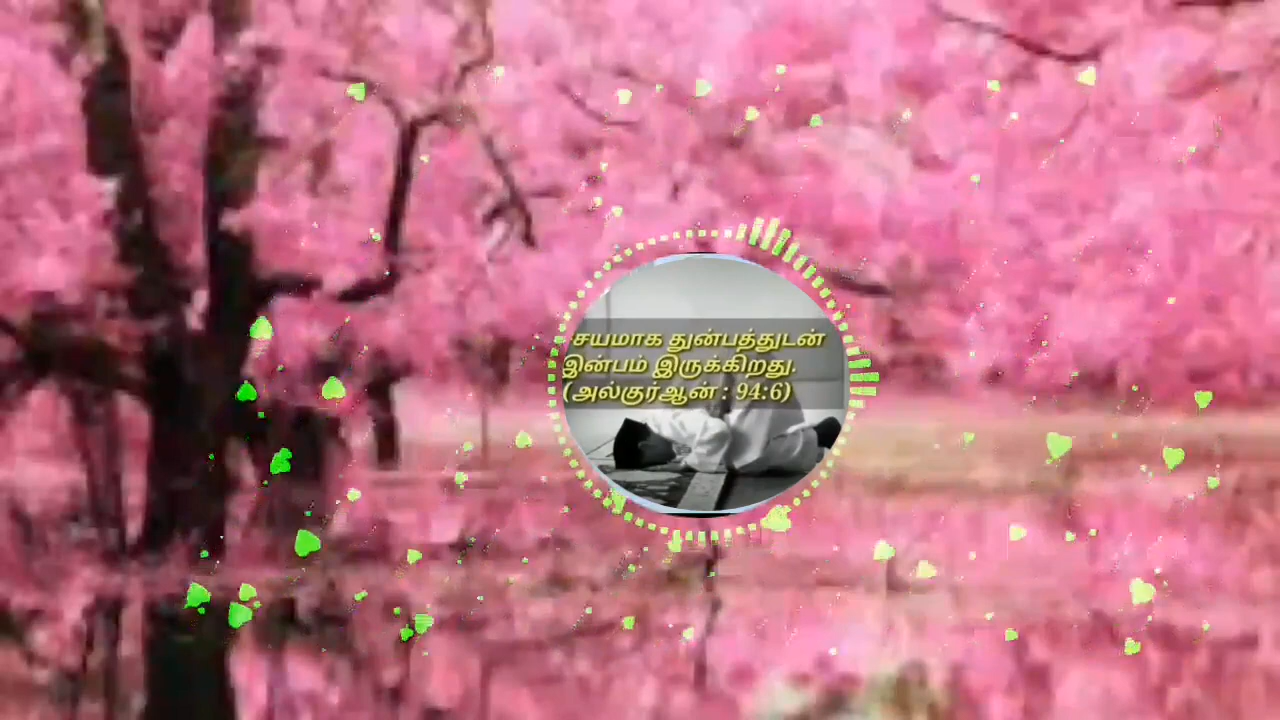 சயமாக துன்பத்துடன்
இன்பம் இருக்கிறது.
(அல்குர்ஆன் : 94:6)